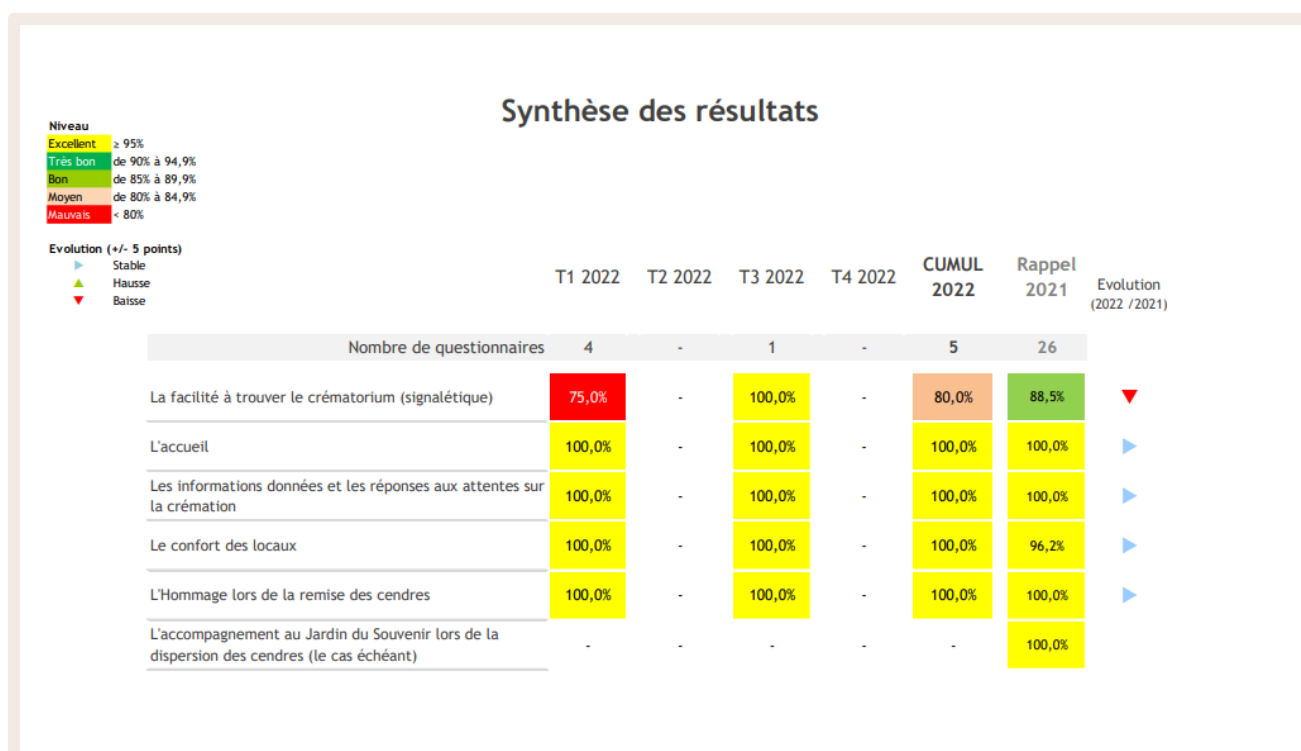 Synthèse des résultats
Niveau
Excellent ≥ 95%
Très bon de 90% à 94,9%
Bon de 85% à 89,9%
Moyen de 80% à 84,9%
Mauvais < 80%
Evolution (+/- 5 points)
Stable
Hausse
Baisse
T1 2022 T2 2022 T3 2022 T4 2022 CUMUL 2022 Rappel 2021 Evolution (2022 /2021)
Nombre de questionnaires 4 - 1 - 5 26
La facilité à trouver le crématorium (signalétique) 75,0% - 100,0% - 80,0% 88,5%
L'accueil 100,0% - 100,0% - 100,0% 100,0%
Les informations données et les réponses aux attentes sur
la crémation 100,0% - 100,0% - 100,0% 100,0%
Le confort des locaux 100,0% - 100,0% - 100,0% 96,2%
L'Hommage lors de la remise des cendres 100,0% - 100,0% - 100,0% 100,0%
L'accompagnement au Jardin du Souvenir lors de la
dispersion des cendres (le cas échéant) - - - - - 100,0%